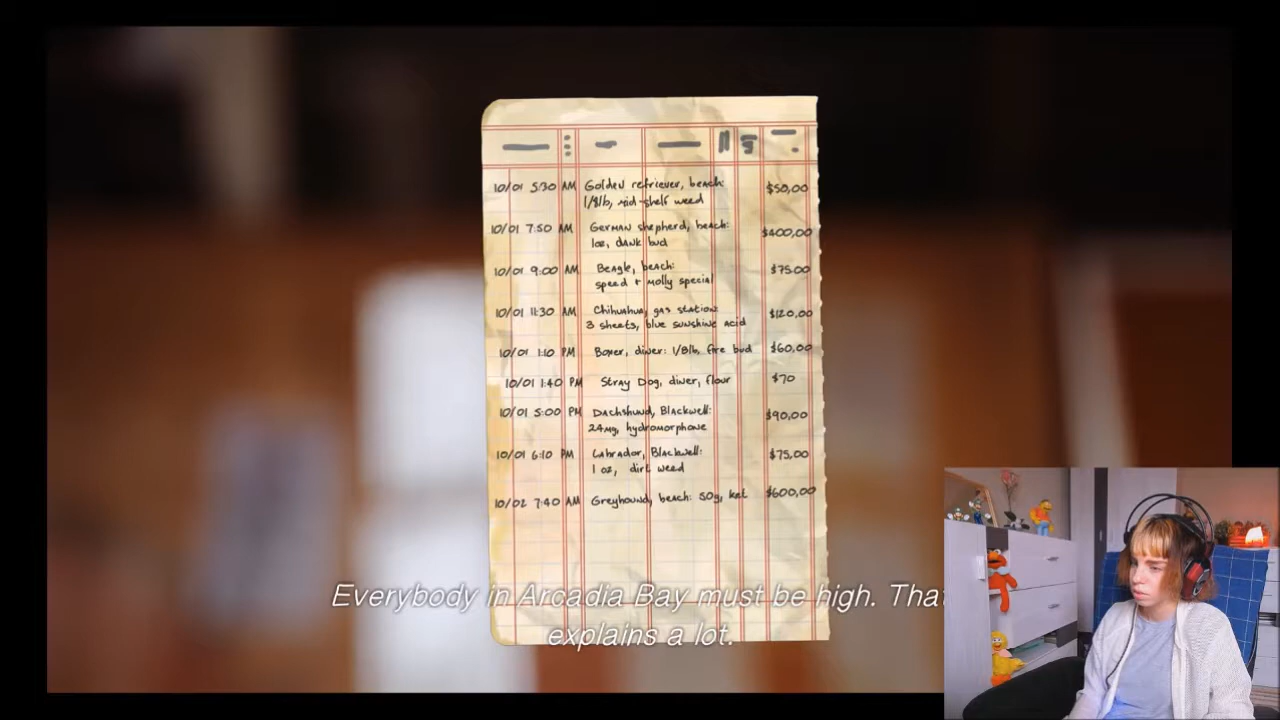 10/01 5:30 AM Golden retriever, beach: $50,00
1/8lb, mid-shelf weed
10/01 7:50 AM German shepherd, beach: $400,00
1oz, dank bud
10/01 9:00 AM Beagle, beach: $75,00
speed + molly special
10/01 11:30 AM Chihuahua, gas station: $120,00
3 sheets, blue sunshine acid
10/01 1:10 PM Boxer, diner: 1/8lb, fire bud $60,00
10/01 1:40 PM Stray Dog, diner, flour $70
10/01 5:00 PM Dachshund, Blackwell: $90,00
24mg, hydromorphone
10/01 6:10 PM Labrador, Blackwell: $75,00
1 oz, dirt weed
10/02 7:40 AM Greyhound, beach: 50g, ket $600,00
Everybody in Arcadia Bay must be high. That
explains a lot.